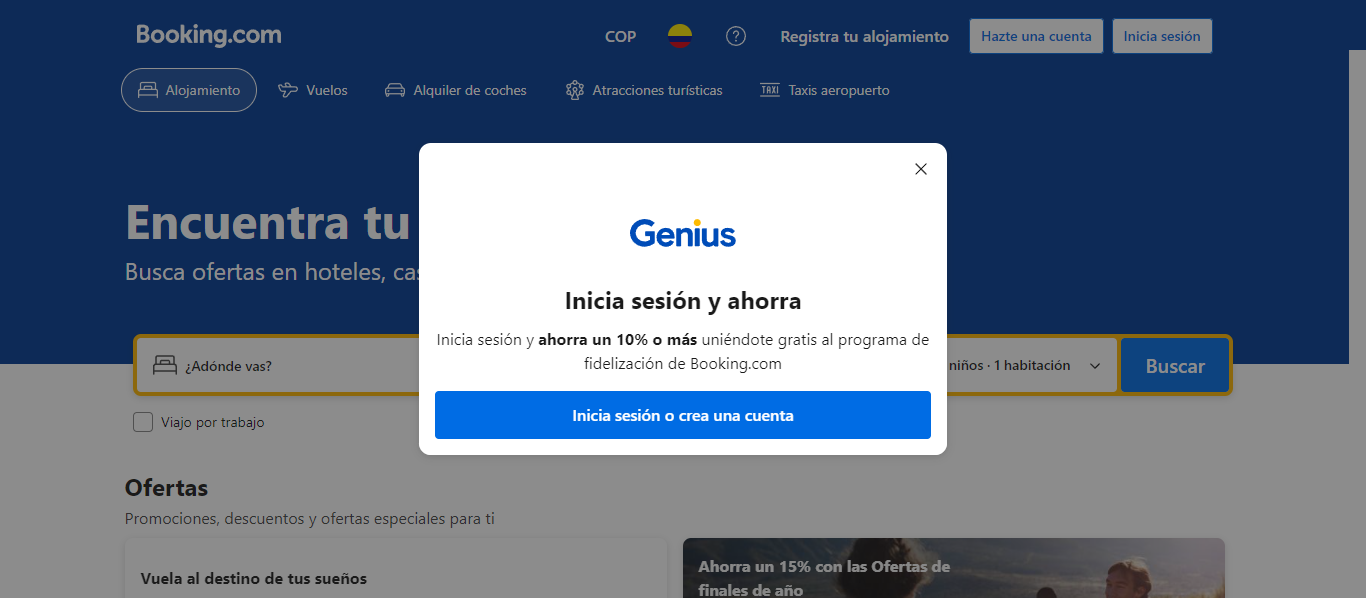 Booking.com
COP
Registra tu alojamiento
Hazte una cuenta
Inicia sesión
Alojamiento
Vuelos
Alquiler de coches
Atracciones turísticas
TAXI
Taxis aeropuerto
Encuentra tu
Busca ofertas en hoteles,
Genius
Inicia sesión y ahorra
Inicia sesión y ahorra un 10% o más uniéndote gratis al programa de
fidelización de Booking.com
Inicia sesión o crea una cuenta
¿Adónde vas?
niños · 1 habitación
Buscar
Viajo por trabajo
Ofertas
Promociones, descuentos y ofertas especiales para ti
Vuela al destino de tus sueños
Ahorra un 15% con las Ofertas de
finales de año